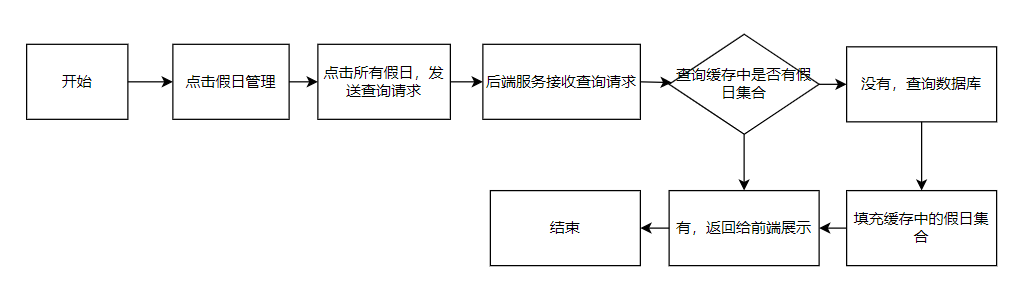 开始
点击假日管理
点击所有假日，发
送查询请求
后端服务接收查询请求
查询缓存中是否有假
日集合
没有，查询数据库
结束
有，返回给前端展示
填充缓存中的假日集
合